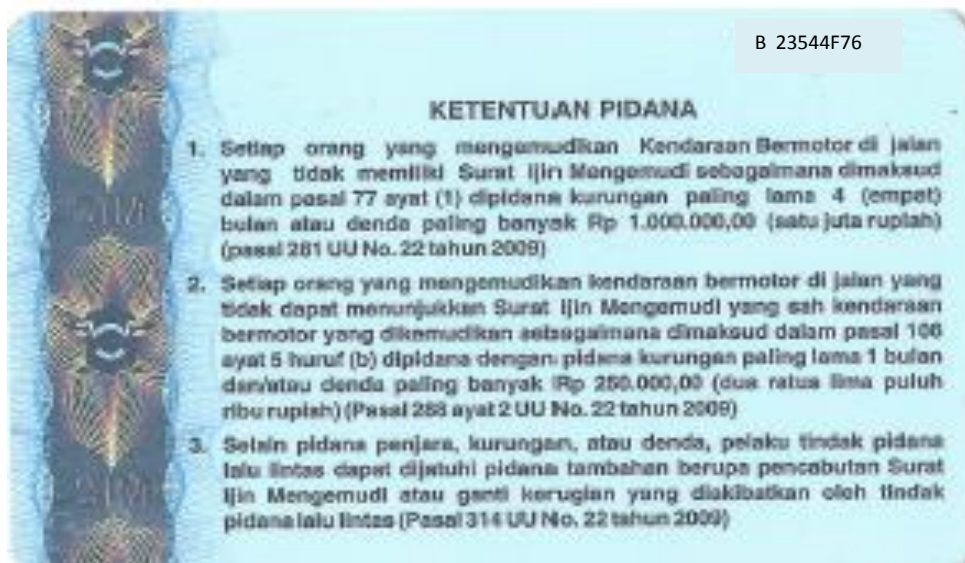 B 23544F76
KETENTUAN PIDANA
1. Setiap orang yang mengemudikan Kendaraan Bermotor di jalan
yang tidak memiliki Surat Ijin Mengemudi sebagaimana dimaksud
dalam pasal 77 ayat (1) dipidana kurungan paling lama 4 (empat)
bulan atau denda paling banyak Rp 1.000.000,00 (satu juta rupiah)
(pasal 281 UU No. 22 tahun 2009)
2. Setiap orang yang mengemudikan kendaraan bermotor di jalan yang
tidak dapat menunjukkan Surat Ijin Mengemudi yang sah kendaraan
bermotor yang dikemudikan sebagaimana dimaksud dalam pasal 106
ayat 5 huruf (b) dipidana dengan pidana kurungan paling lama 1 bulan
dan/atau denda paling banyak Rp 250.000,00 (dua ratus lima puluh
ribu rupiah) (Pasal 288 ayat 2 UU No. 22 tahun 2009)
3. Selain pidana penjara, kurungan, atau denda, pelaku tindak pidana
lalu lintas dapat dijatuhi pidana tambahan berupa pencabutan Surat
Ijin Mengemudi atau ganti kerugian yang diakibatkan oleh tindak
pidana lalu lintas (Pasal 314 UU No. 22 tahun 2009)